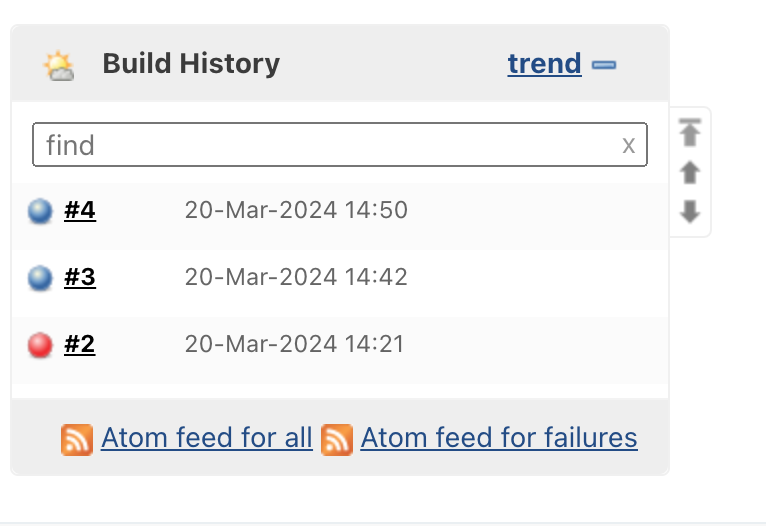 Build History trend
find x
#4 20-Mar-2024 14:50
#3 20-Mar-2024 14:42
#2 20-Mar-2024 14:21
Atom feed for all Atom feed for failures